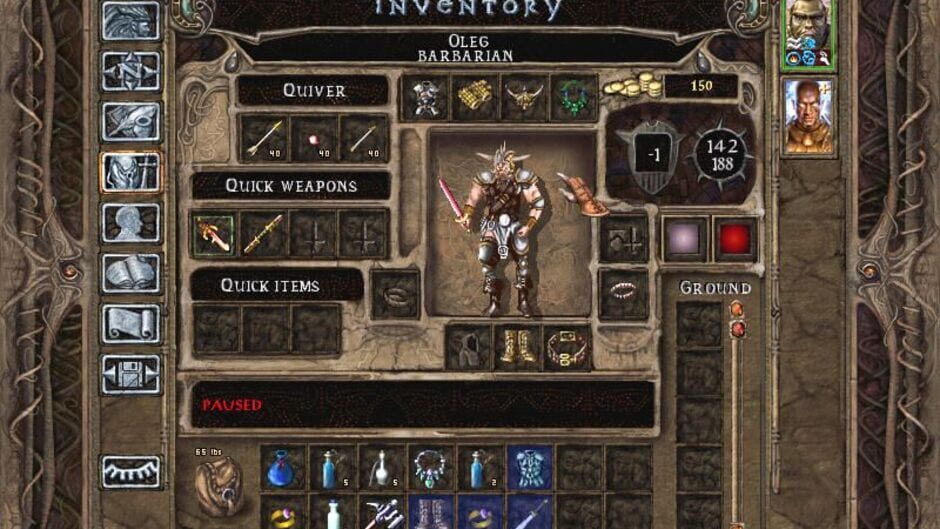 INVENTORY
OLEG
BARBARIAN
QUIVER
150
40
40
40
-1
142
188
QUICK WEAPONS
QUICK ITEMS
GROUND
PAUSED
65 lbs
5
5
2